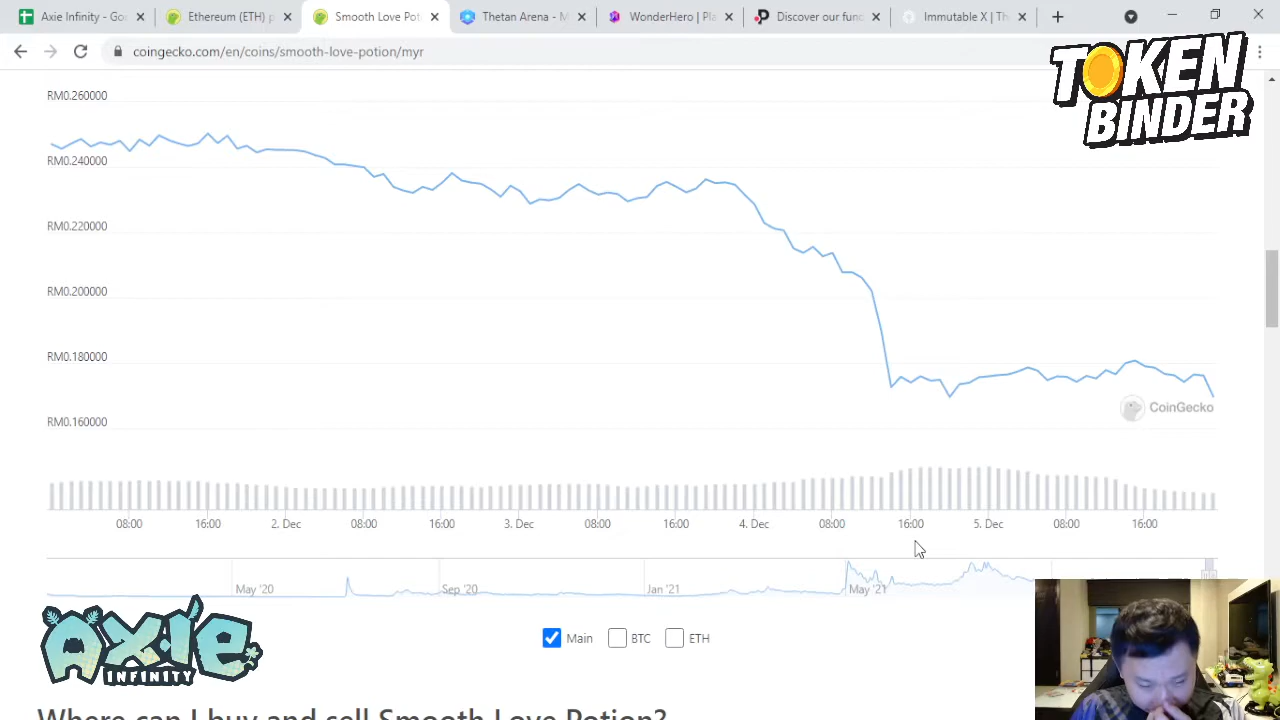 Axie Infinity - Go
Ethereum (ETH) p
Smooth Love Pot
Thetan Arena - M
WonderHero | Pla
Discover our func
Immutable X | The
coingecko.com/en/coins/smooth-love-potion/myr
TOKEN
BINDER
RM0.260000
RM0.240000
RM0.220000
RM0.200000
RM0.180000
RM0.160000
CoinGecko
08:00 16:00 2. Dec 08:00 16:00 3. Dec 08:00 16:00 4. Dec 08:00 16:00 5. Dec 08:00 16:00
May '20 Sep '20 Jan '21 May '21
Main BTC ETH
AXIE
INFINITY
Where can I buy and sell Smooth Love Potion?